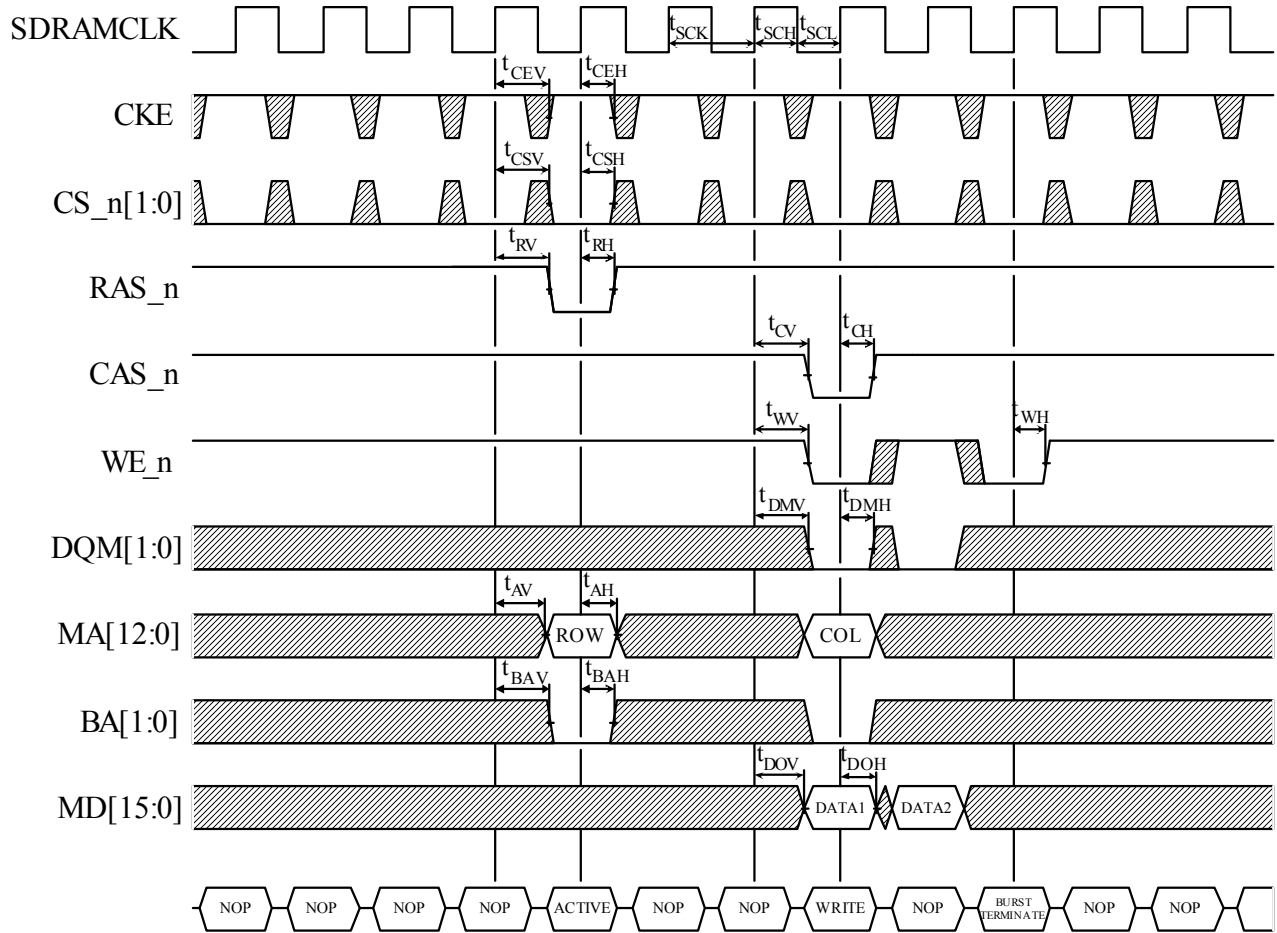 SDRAMCLK
tSCK tSCH tSCL
tCEV tCEH
CKE
tCSV tCSH
CS_n[1:0]
tRV tRH
RAS_n
tCV tCH
CAS_n
tWV tWH
WE_n
tDMV tDMH
DQM[1:0]
tAV tAH
MA[12:0] ROW COL
tBAV tBAH
BA[1:0]
tDOV tDOH
MD[15:0] DATA1 DATA2
NOP NOP NOP NOP ACTIVE NOP NOP WRITE NOP BURST TERMINATE NOP NOP